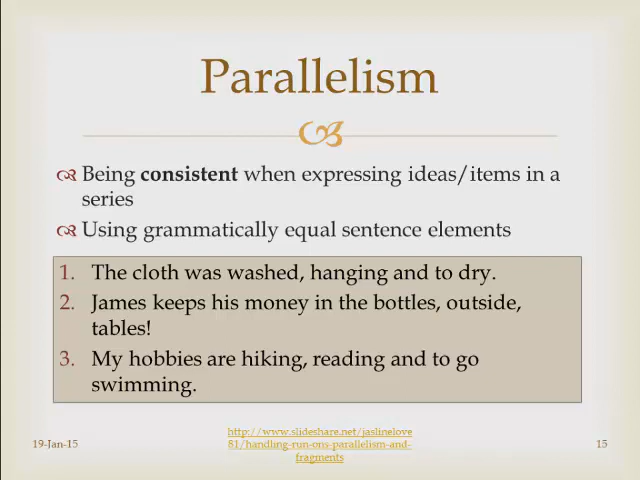 Parallelism
Being consistent when expressing ideas/items in a
series
Using grammatically equal sentence elements
1. The cloth was washed, hanging and to dry.
2. James keeps his money in the bottles, outside,
tables!
3. My hobbies are hiking, reading and to go
swimming.
19-Jan-15
http://www.slideshare.net/jaslinelove
81/handling-run-ons-parallelism-and-
fragments
15